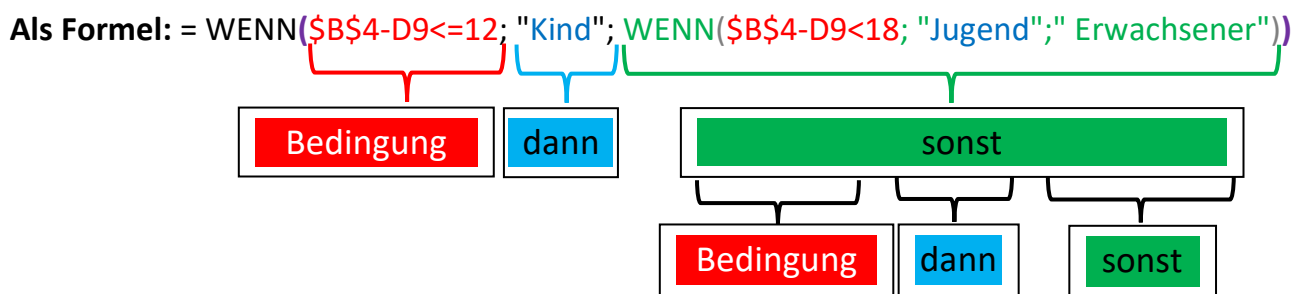 Als Formel: = WENN($B$4-D9<=12; "Kind"; WENN($B$4-D9<18; "Jugend";" Erwachsener"))
Bedingung dann sonst
Bedingung dann sonst